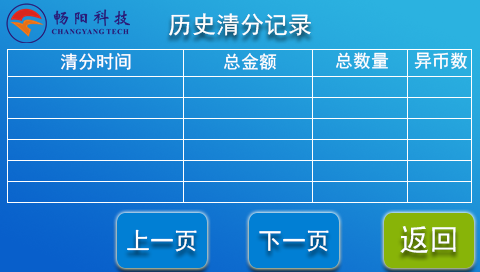 畅阳科技
CHANGYANG TECH
历史清分记录
清分时间 总金额 总数量 异币数
上一页 下一页 返回